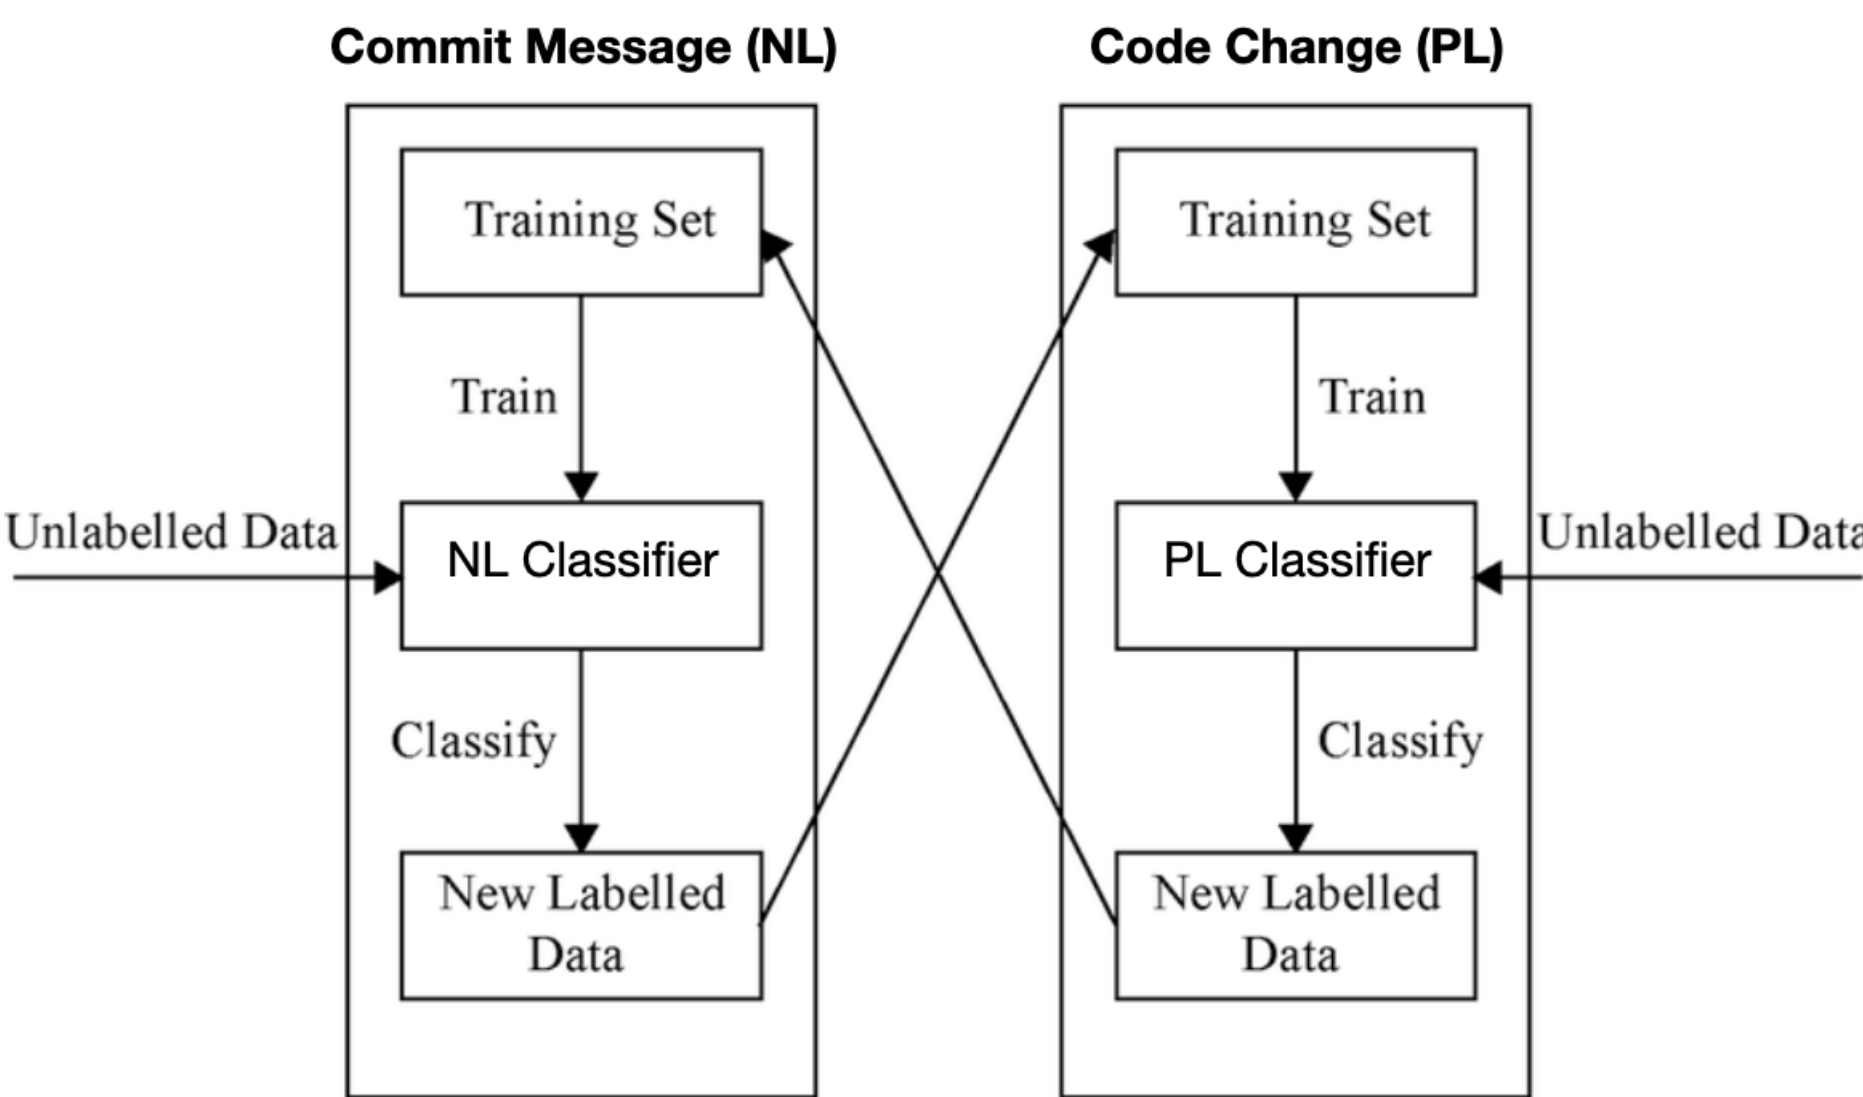 Commit Message (NL)
Code Change (PL)
Training Set
Training Set
Train
Train
Unlabelled Data
NL Classifier
PL Classifier
Unlabelled Data
Classify
Classify
New Labelled
Data
New Labelled
Data